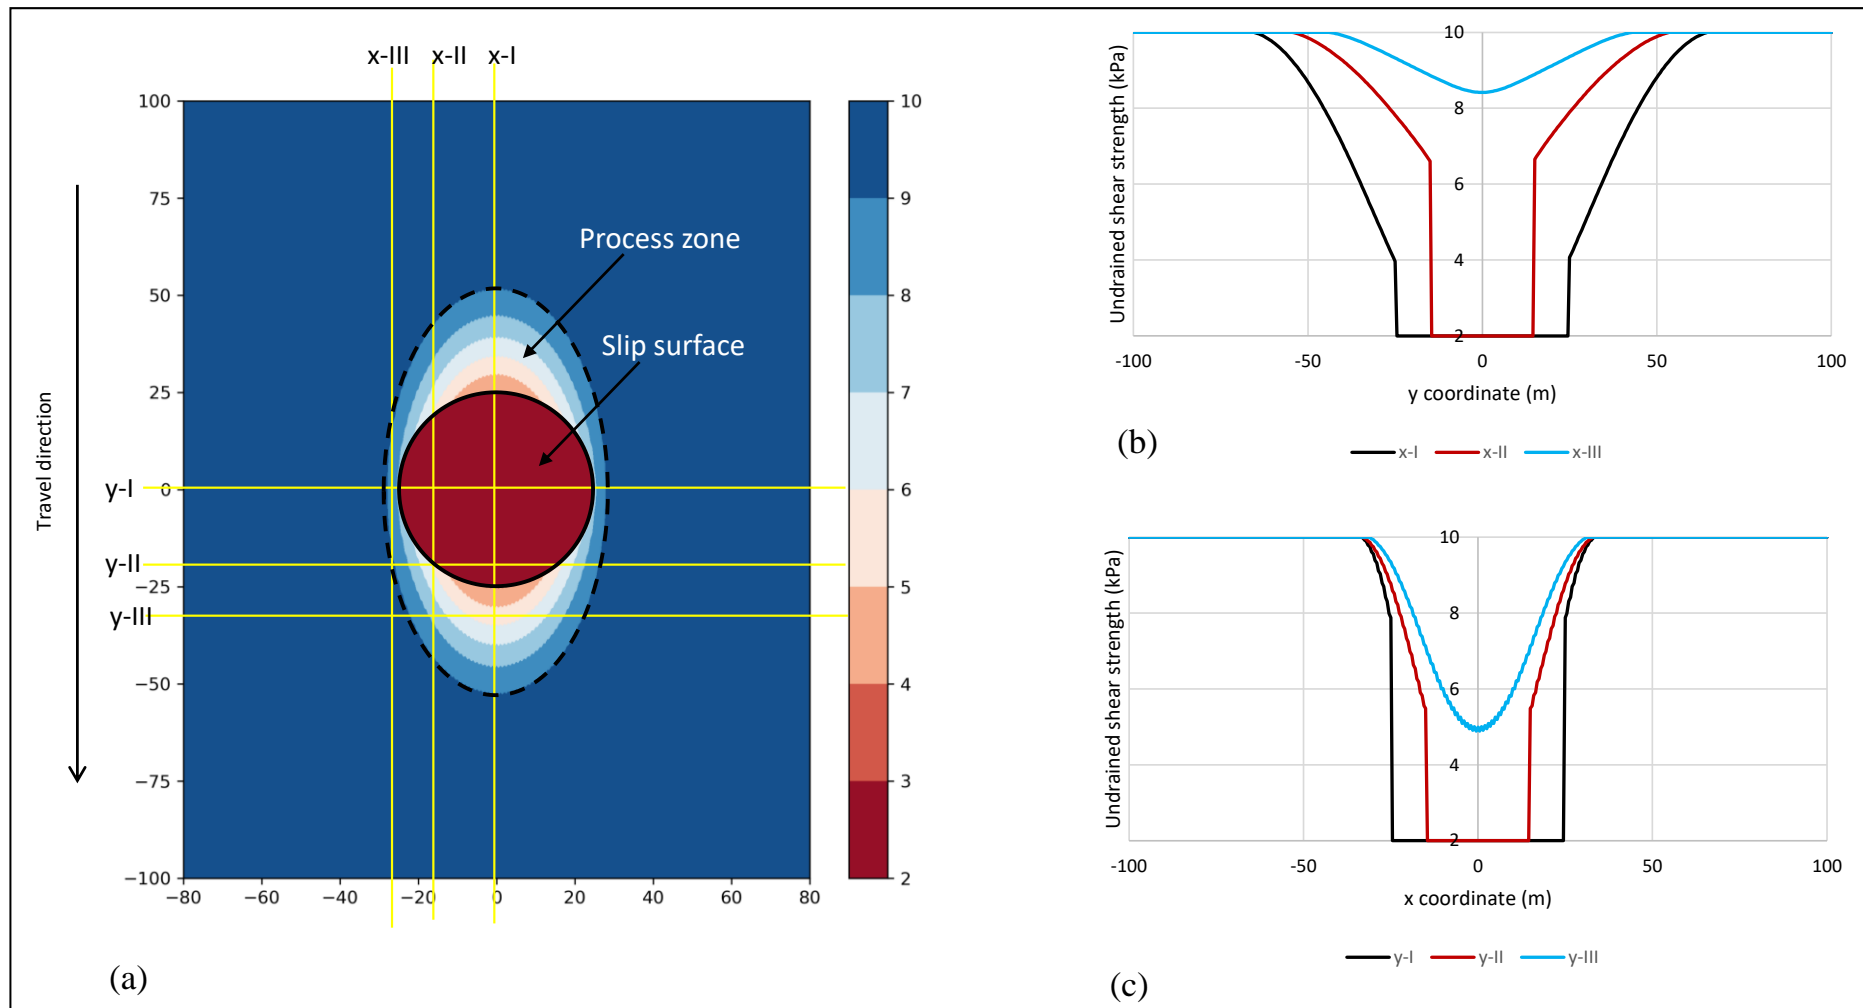 x-III x-II x-I
100
75
50
25
0
−25
−50
−75
−100
−80 −60 −40 −20 0 20 40 60 80
10
9
8
7
6
5
4
3
2
Process zone
Slip surface
Travel direction
y-I
y-II
y-III
(a)
Undrained shear strength (kPa)
10
8
6
4
2
-100 -50 0 50 100
y coordinate (m)
(b)
x-I x-II x-III
Undrained shear strength (kPa)
10
8
6
4
2
-100 -50 0 50 100
x coordinate (m)
y-I y-II y-III
(c)